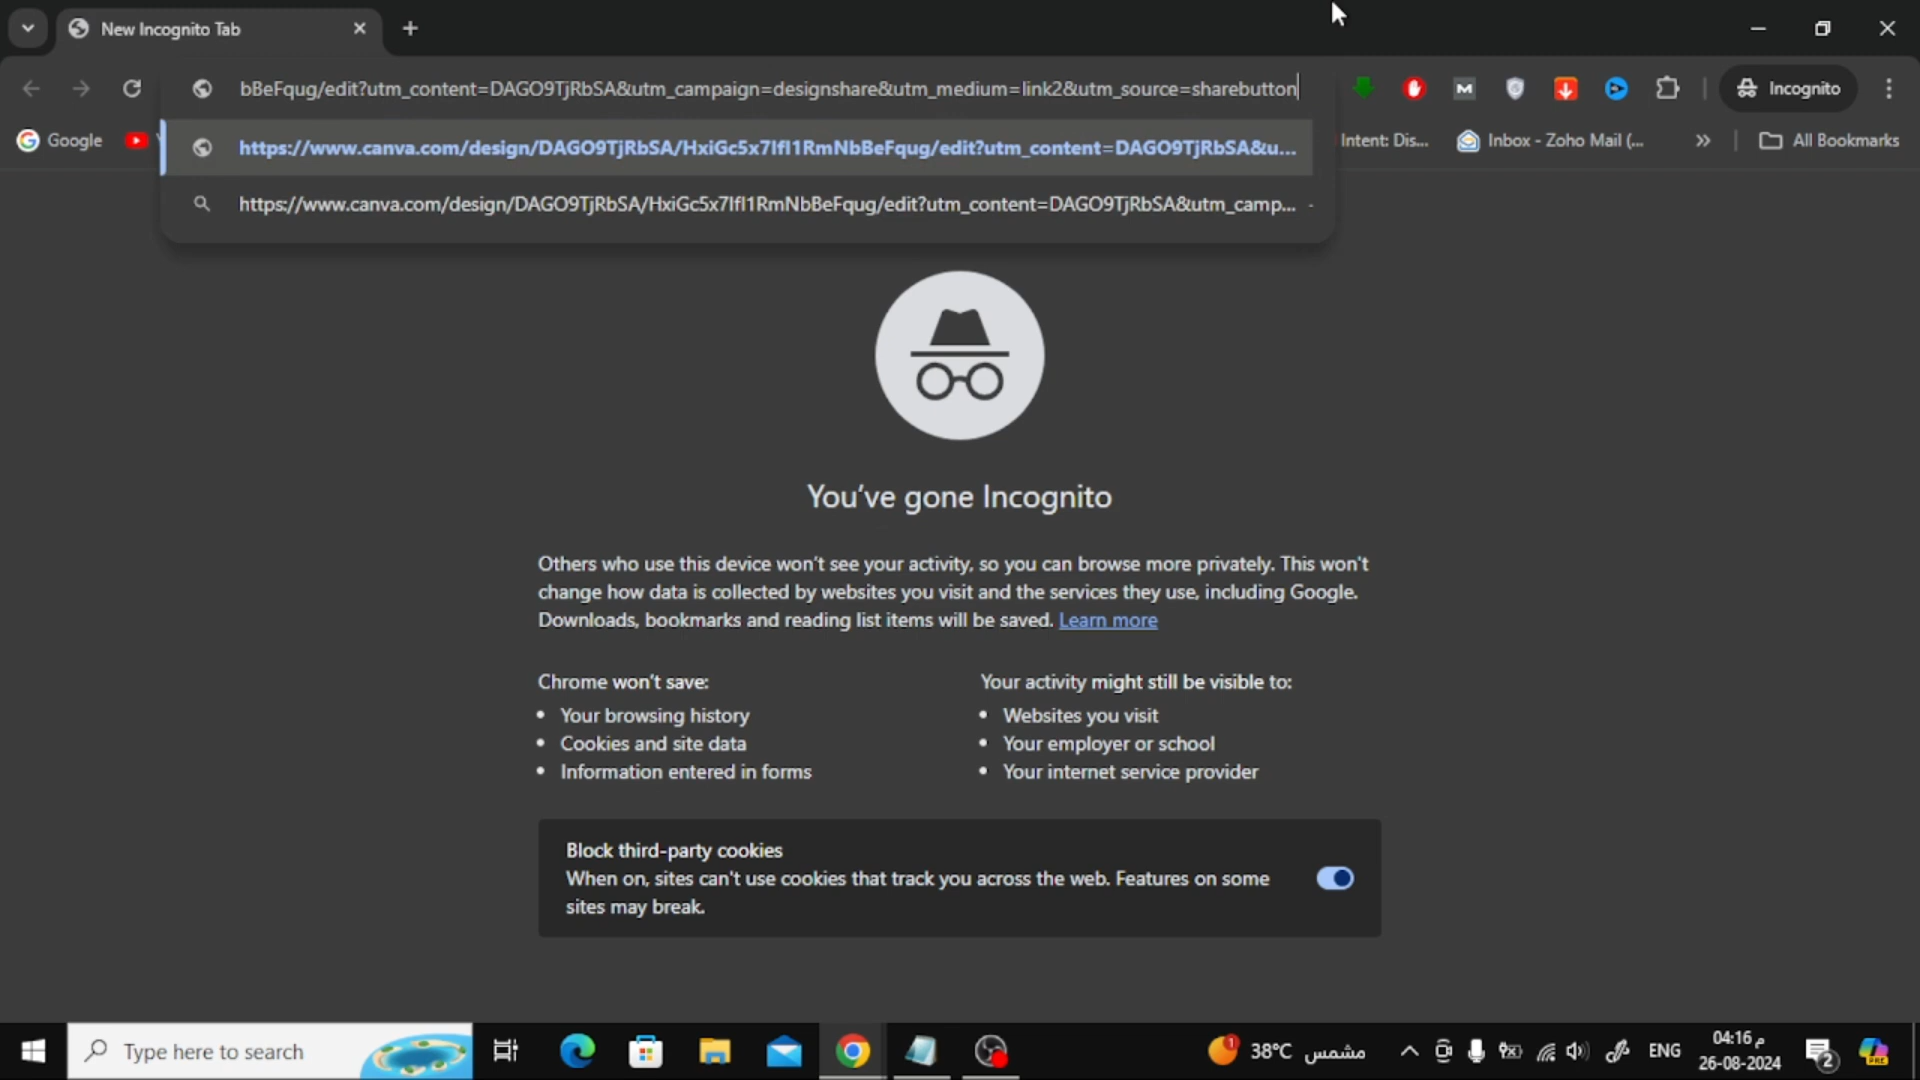 New Incognito Tab
bBeFqug/edit?utm_content=DAGO9TjRbSA&utm_campaign=designshare&utm_medium=link2&utm_source=sharebutton
Incognito
Google
https://www.canva.com/design/DAGO9TjRbSA/HxiGc5x7Ifl1RmNbBeFqug/edit?utm_content=DAGO9TjRbSA&u...
Intent: Dis...
Inbox - Zoho Mail (...
All Bookmarks
https://www.canva.com/design/DAGO9TjRbSA/HxiGc5x7Ifl1RmNbBeFqug/edit?utm_content=DAGO9TjRbSA&utm_camp... -
You've gone Incognito
Others who use this device won't see your activity, so you can browse more privately. This won't
change how data is collected by websites you visit and the services they use, including Google.
Downloads, bookmarks and reading list items will be saved. Learn more
Chrome won't save:
• Your browsing history
• Cookies and site data
• Information entered in forms
Your activity might still be visible to:
• Websites you visit
• Your employer or school
• Your internet service provider
Block third-party cookies
When on, sites can't use cookies that track you across the web. Features on some
sites may break.
Type here to search
1
38°C مشمس
ENG
04:16 م
26-08-2024
2
PRE